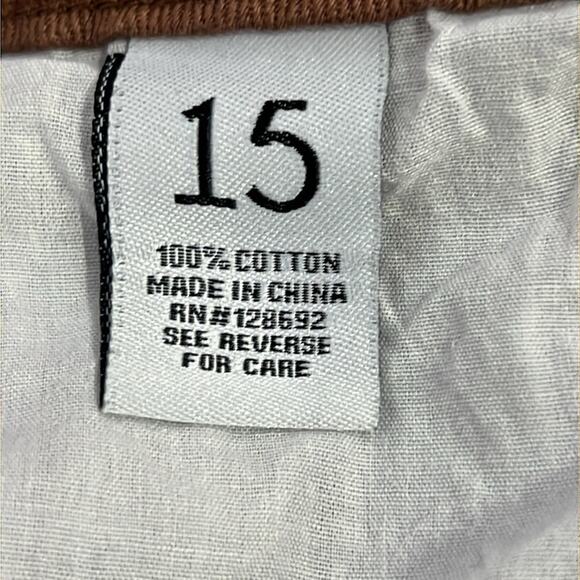 15
100% COTTON
MADE IN CHINA
RN#128692
SEE REVERSE
FOR CARE